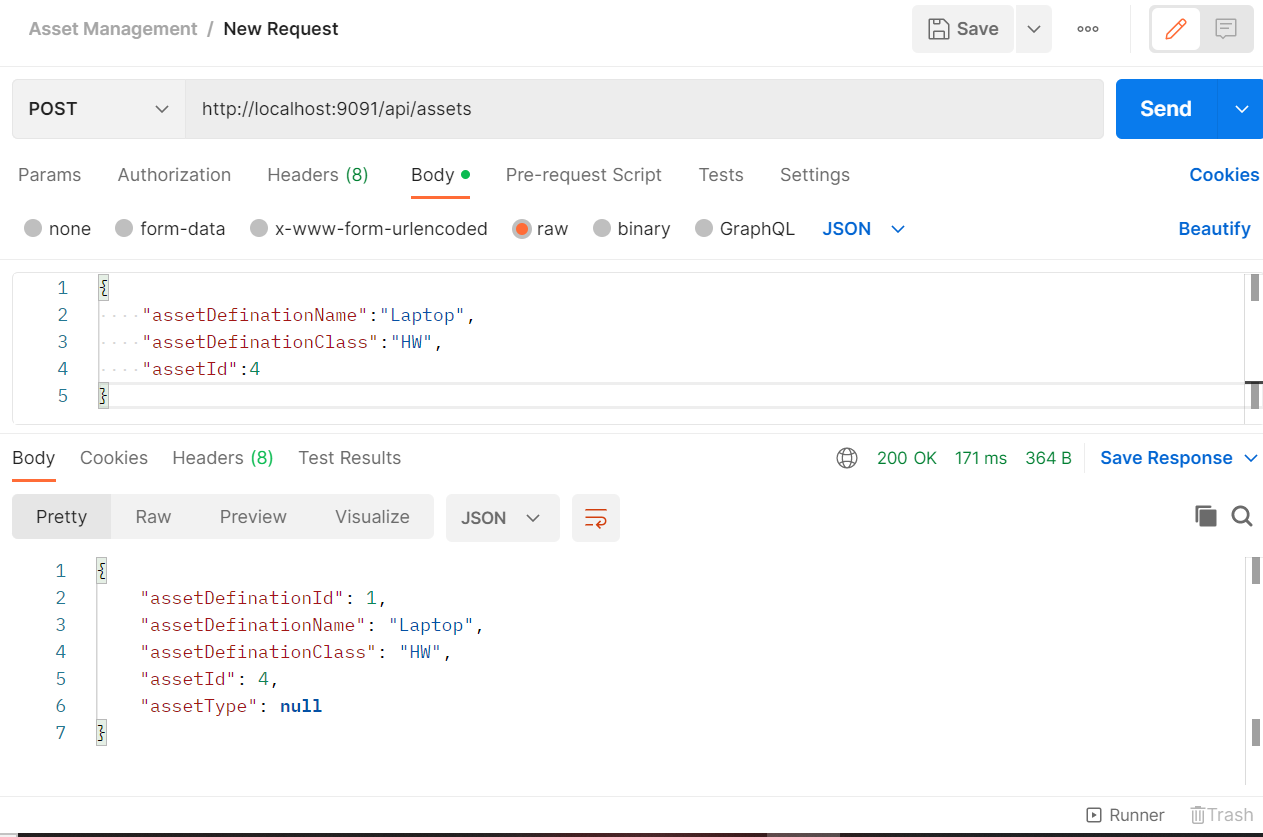 Asset Management / New Request
Save
POST
http://localhost:9091/api/assets
Send
Params Authorization Headers (8) Body Pre-request Script Tests Settings Cookies
none form-data x-www-form-urlencoded raw binary GraphQL JSON Beautify
1 {
2 "assetDefinationName":"Laptop",
3 "assetDefinationClass":"HW",
4 "assetId":4
5 }
Body Cookies Headers (8) Test Results 200 OK 171 ms 364 B Save Response
Pretty Raw Preview Visualize JSON
1 {
2 "assetDefinationId": 1,
3 "assetDefinationName": "Laptop",
4 "assetDefinationClass": "HW",
5 "assetId": 4,
6 "assetType": null
7 }
Runner Trash